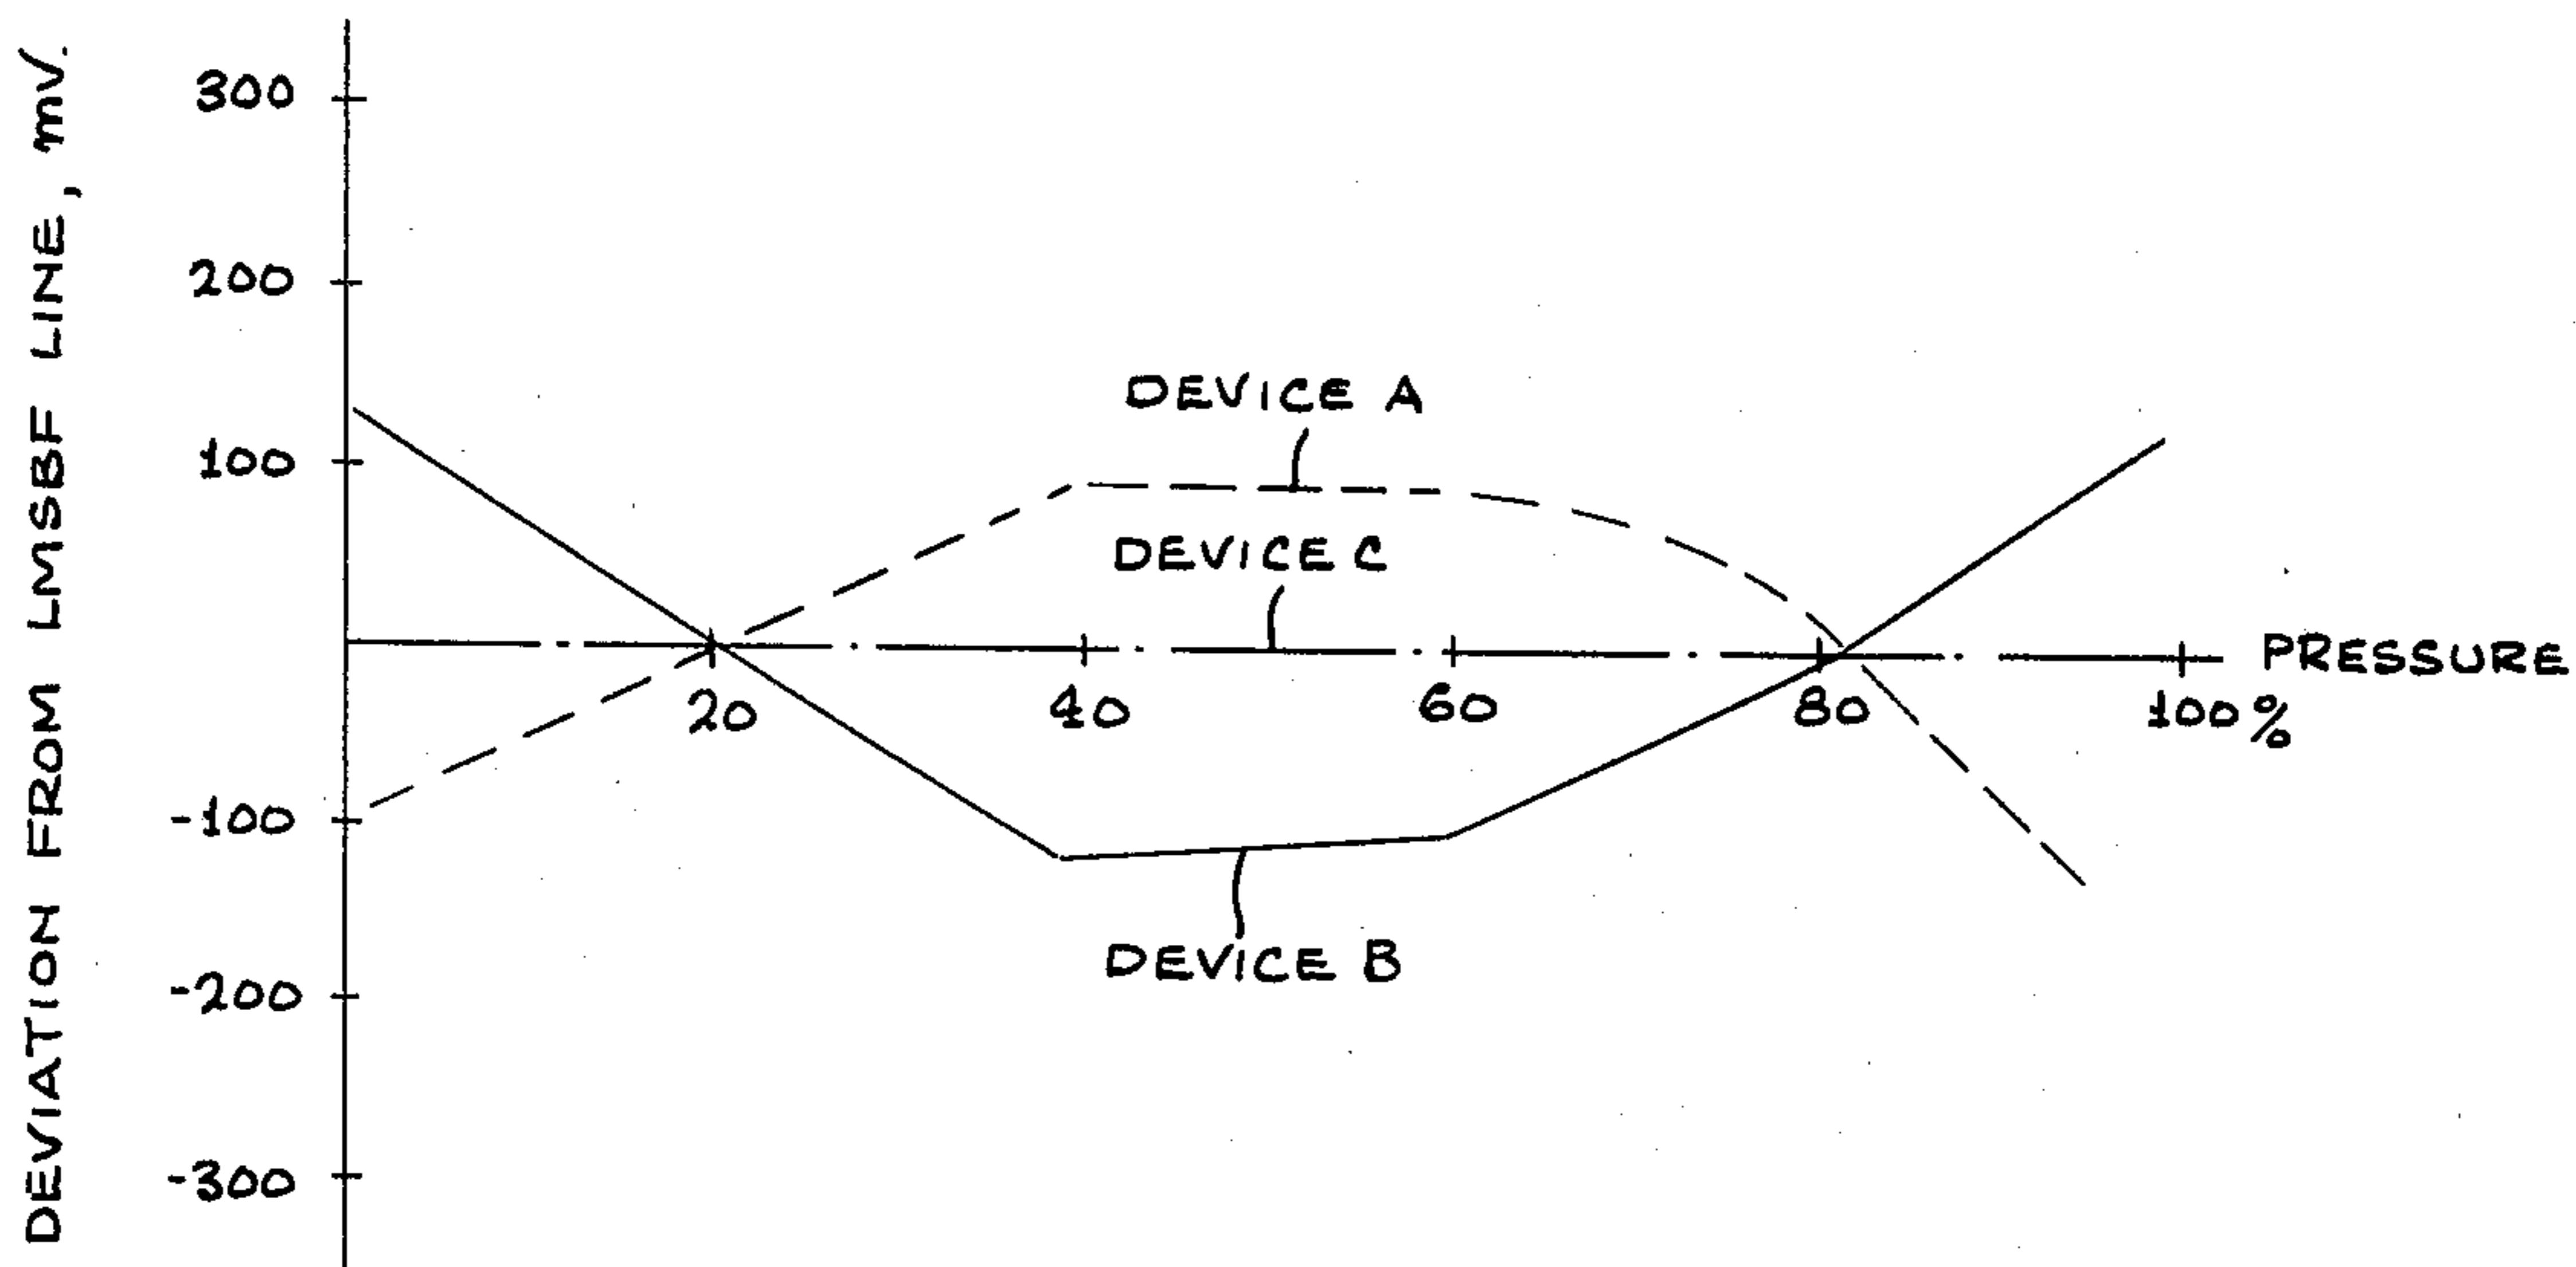 DEVIATION FROM LMSBF LINE, mV.
300
200
100
-100
-200
-300
DEVICE A
DEVICE C
DEVICE B
20
40
60
80
100%
PRESSURE